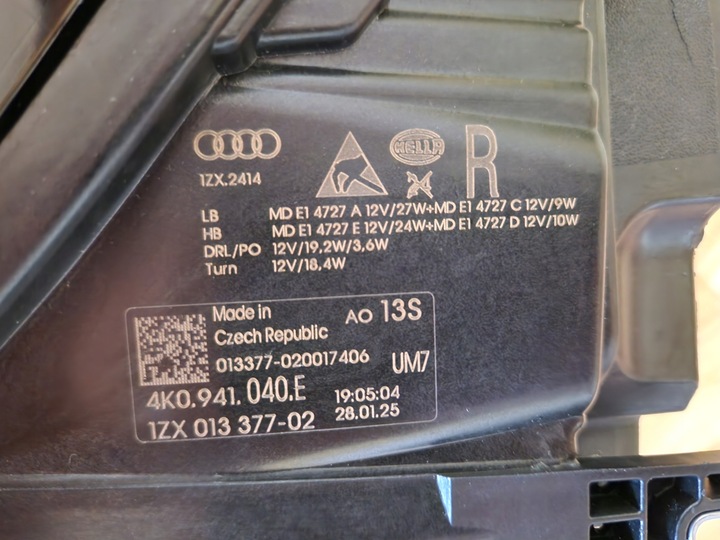 HELLA
R
1ZX.2414
LB MD E1 4727 A 12V/27W+MD E1 4727 C 12V/9W
HB MD E1 4727 E 12V/24W+MD E1 4727 D 12V/10W
DRL/PO 12V/19,2W/3,6W
Turn 12V/18,4W
Made in AO 13S
Czech Republic
013377-020017406 UM7
4K0.941.040.E 19:05:04
1ZX 013 377-02 28.01.25